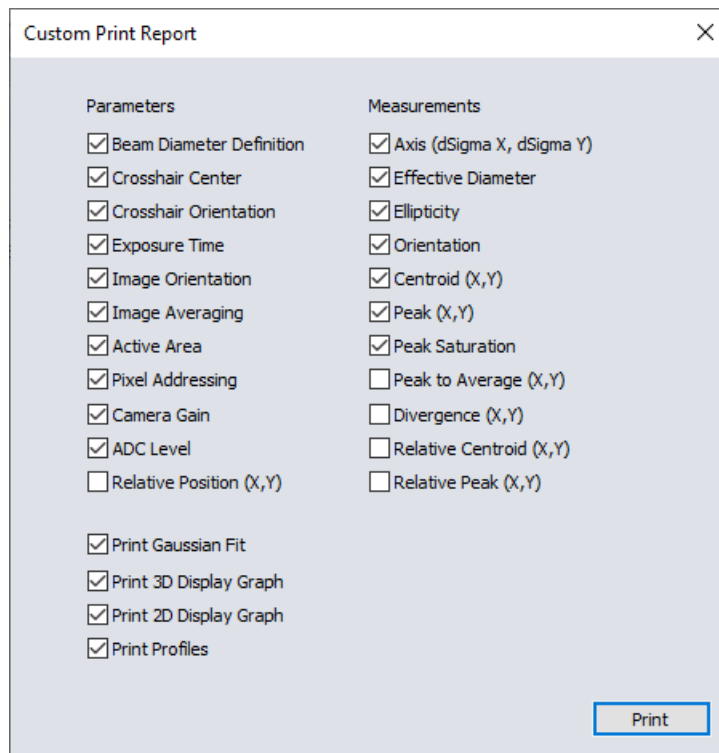 Custom Print Report
Parameters
Beam Diameter Definition
Crosshair Center
Crosshair Orientation
Exposure Time
Image Orientation
Image Averaging
Active Area
Pixel Addressing
Camera Gain
ADC Level
Relative Position (X,Y)
Measurements
Axis (dSigma X, dSigma Y)
Effective Diameter
Ellipticity
Orientation
Centroid (X,Y)
Peak (X,Y)
Peak Saturation
Peak to Average (X,Y)
Divergence (X,Y)
Relative Centroid (X,Y)
Relative Peak (X,Y)
Print Gaussian Fit
Print 3D Display Graph
Print 2D Display Graph
Print Profiles
Print